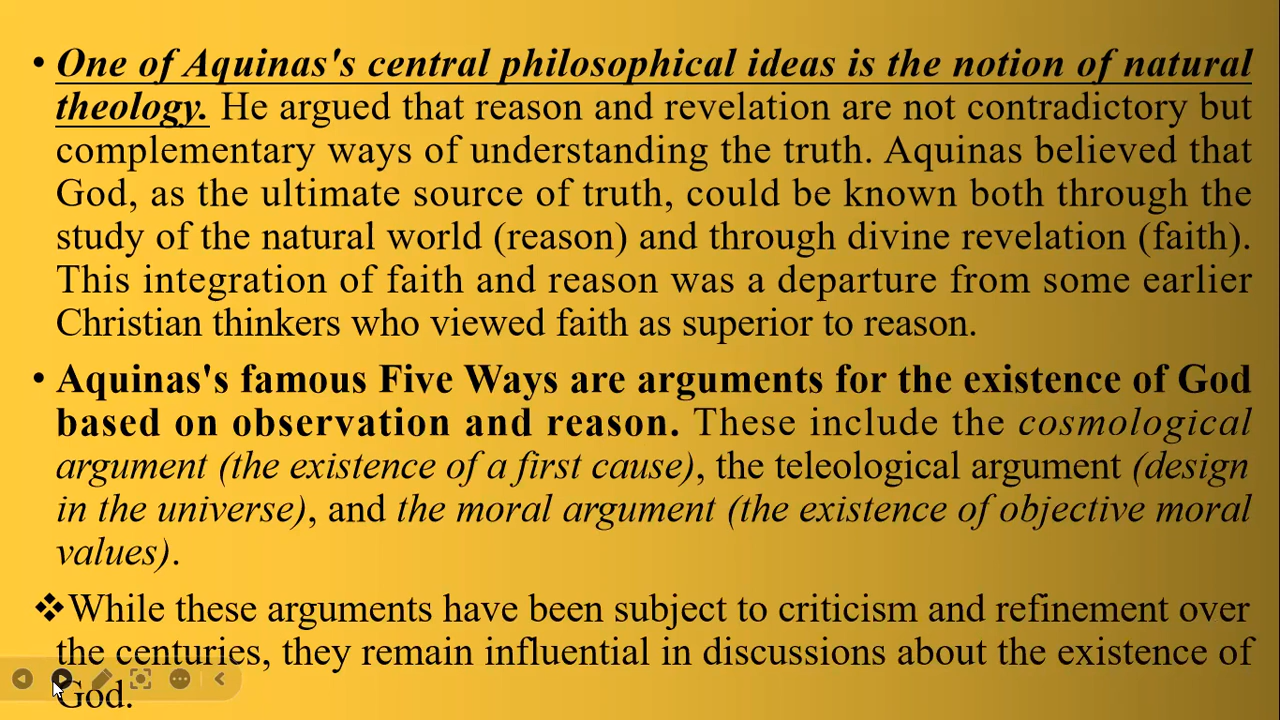 • One of Aquinas's central philosophical ideas is the notion of natural
theology. He argued that reason and revelation are not contradictory but
complementary ways of understanding the truth. Aquinas believed that
God, as the ultimate source of truth, could be known both through the
study of the natural world (reason) and through divine revelation (faith).
This integration of faith and reason was a departure from some earlier
Christian thinkers who viewed faith as superior to reason.
• Aquinas's famous Five Ways are arguments for the existence of God
based on observation and reason. These include the cosmological
argument (the existence of a first cause), the teleological argument (design
in the universe), and the moral argument (the existence of objective moral
values).
❖While these arguments have been subject to criticism and refinement over
the centuries, they remain influential in discussions about the existence of
God.